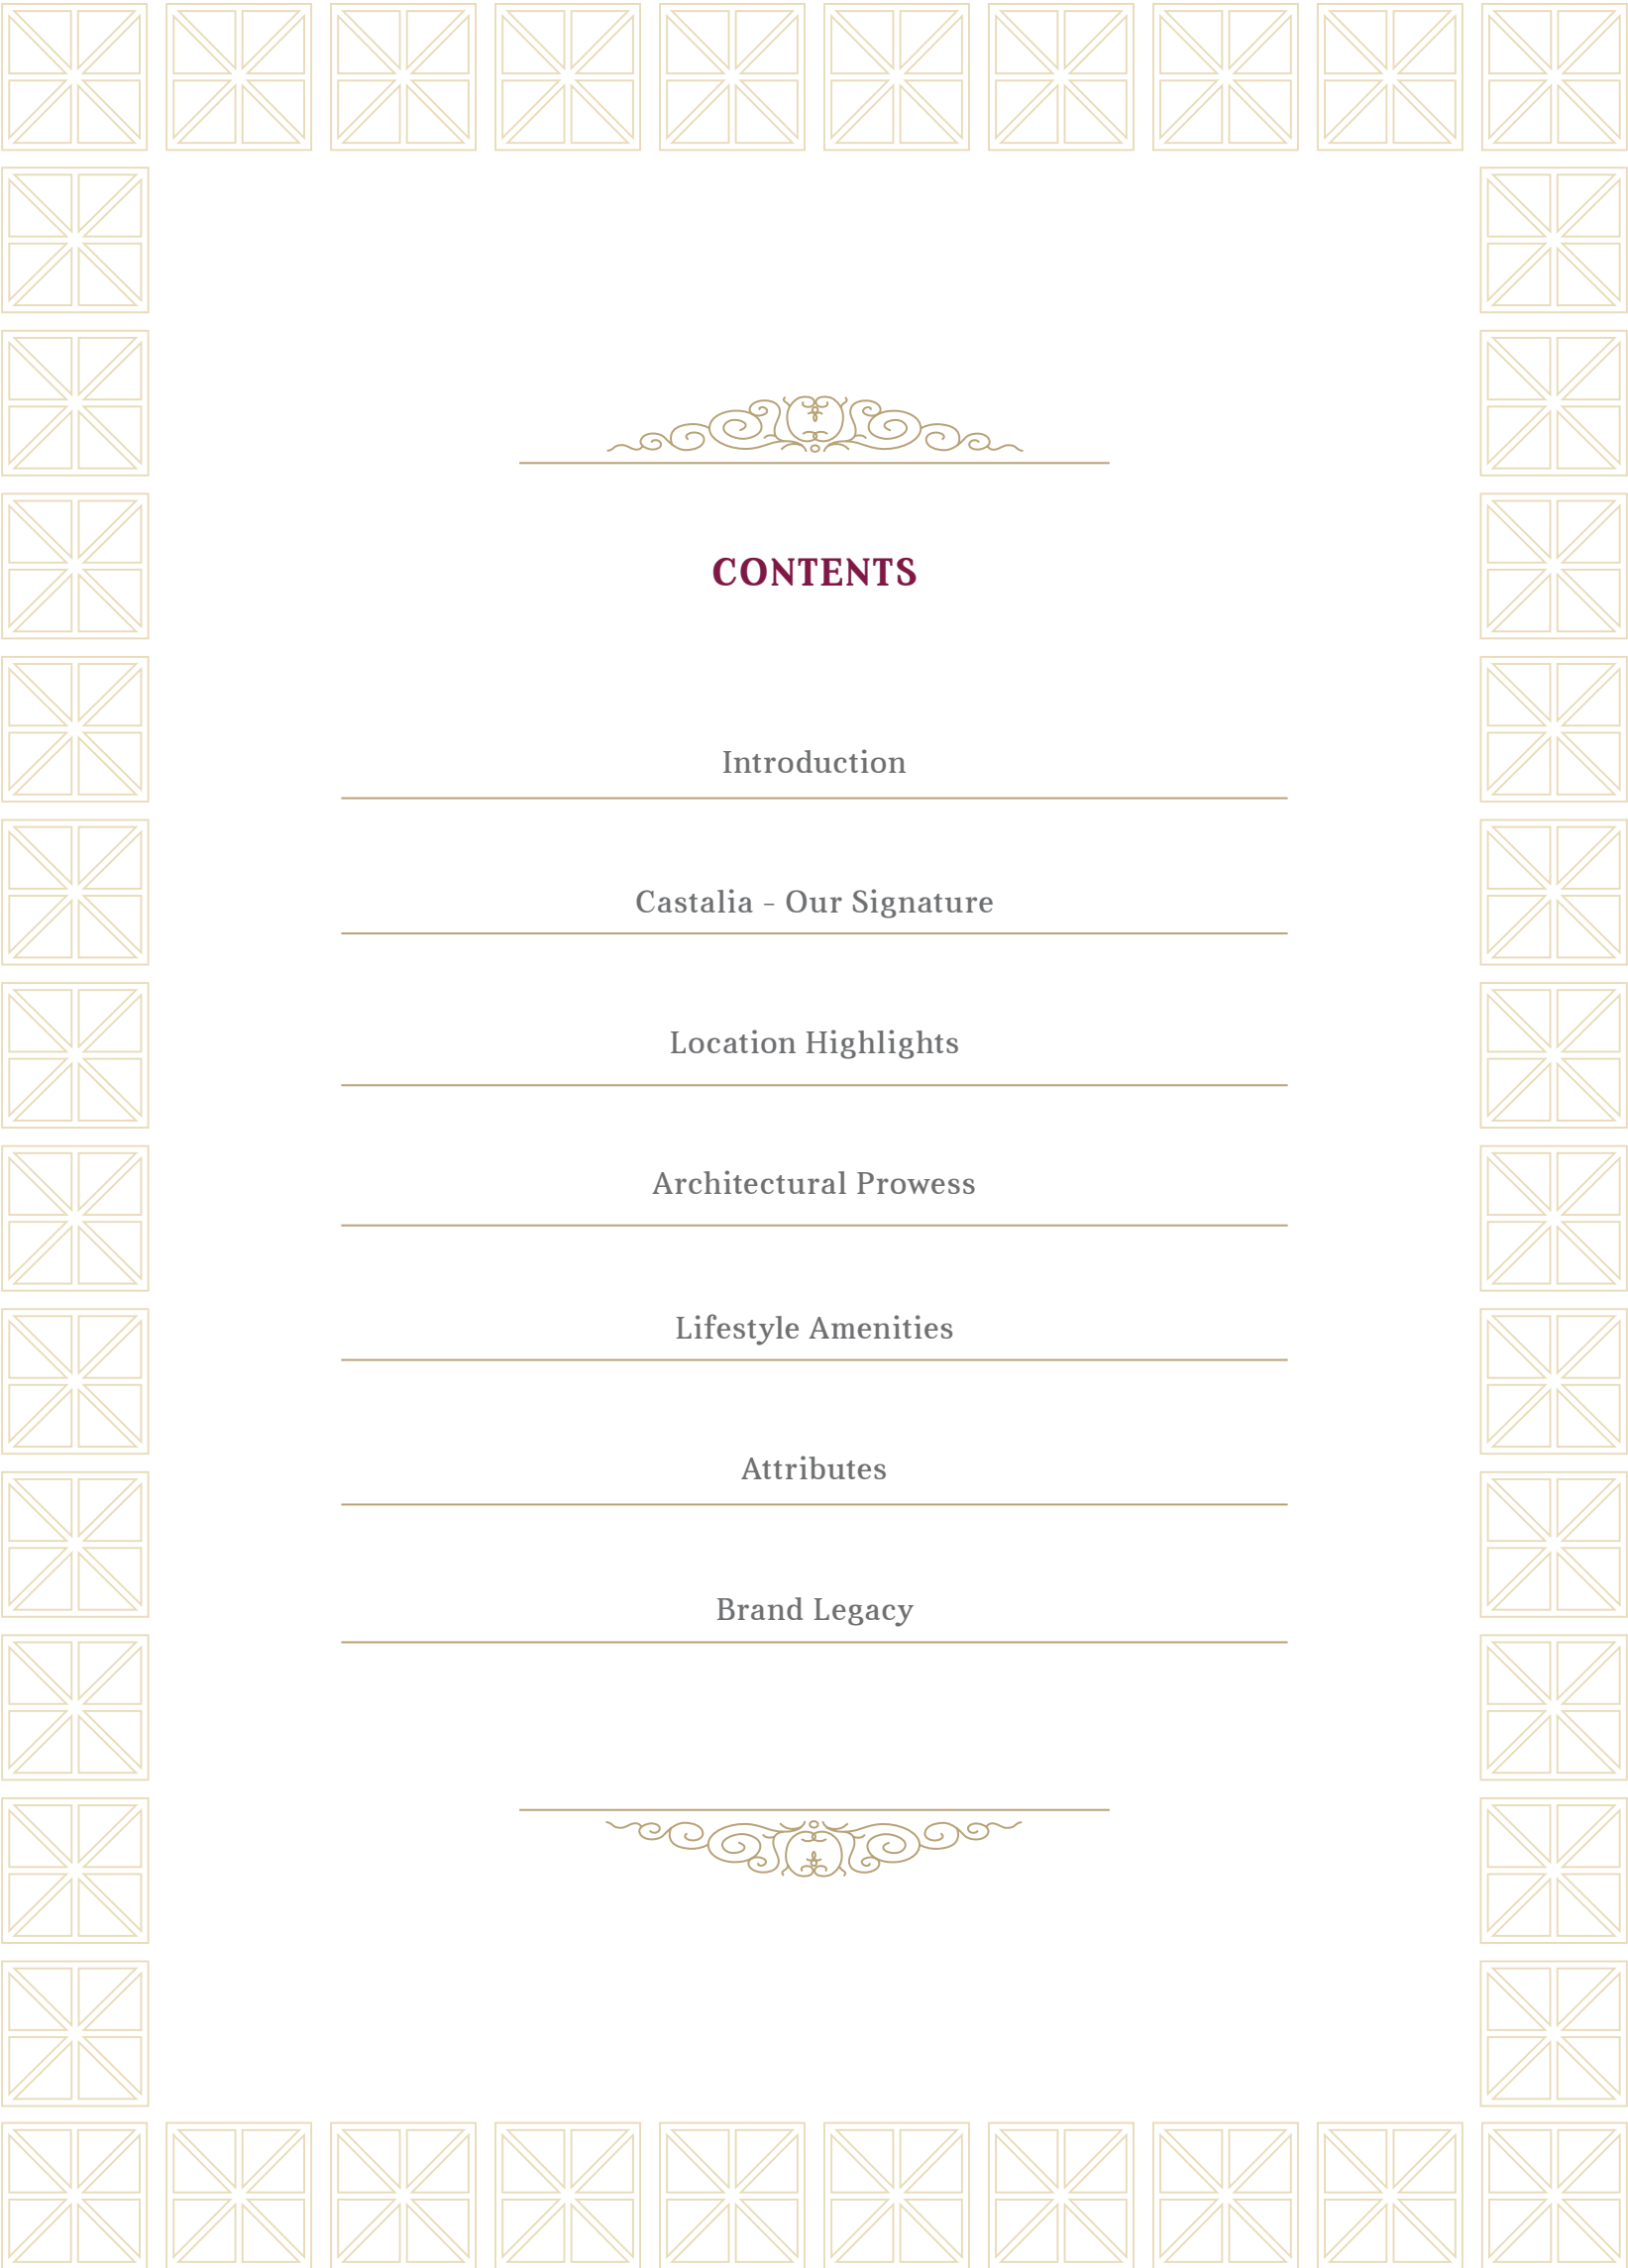 CONTENTS
Introduction
Castalia - Our Signature
Location Highlights
Architectural Prowess
Lifestyle Amenities
Attributes
Brand Legacy